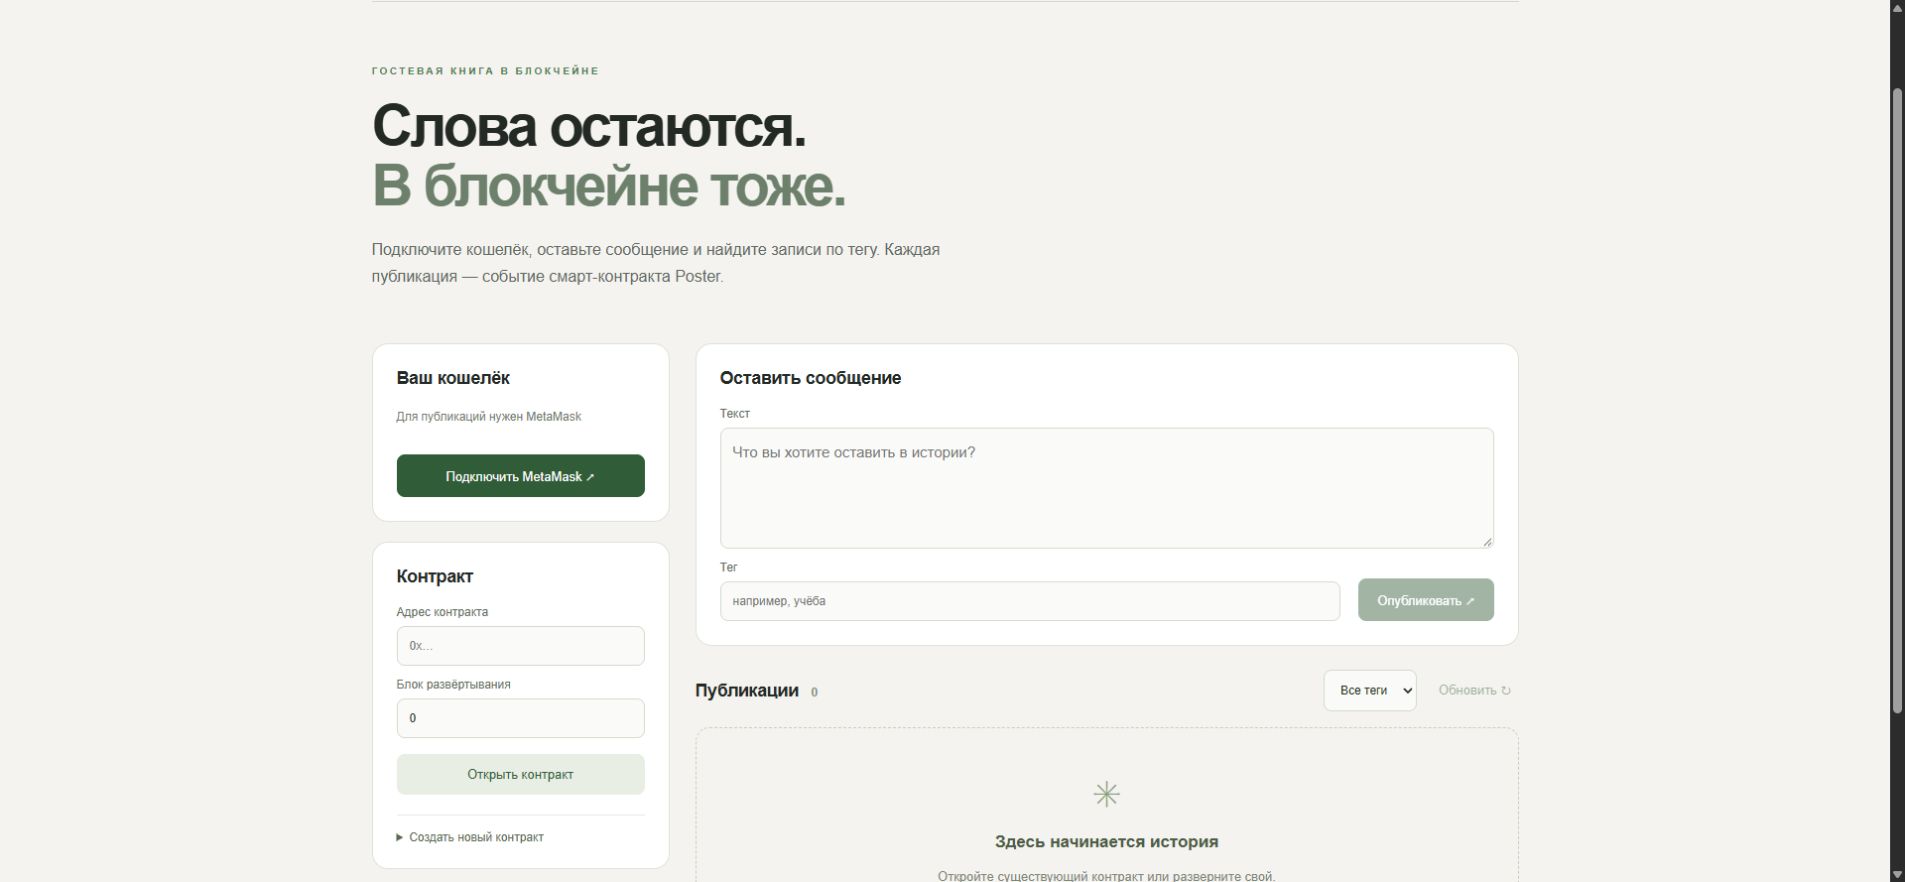 ГОСТЕВАЯ КНИГА В БЛОКЧЕЙНЕ
Слова остаются.
В блокчейне тоже.
Подключите кошелёк, оставьте сообщение и найдите записи по тегу. Каждая
публикация — событие смарт-контракта Poster.
Ваш кошелёк
Для публикаций нужен MetaMask
Подключить MetaMask ↗
Контракт
Адрес контракта
0x...
Блок развёртывания
0
Открыть контракт
▶ Создать новый контракт
Оставить сообщение
Текст
Что вы хотите оставить в истории?
Тег
например, учёба
Опубликовать ↗
Публикации 0
Все теги
Обновить ↻
Здесь начинается история
Откройте существующий контракт или разверните свой.